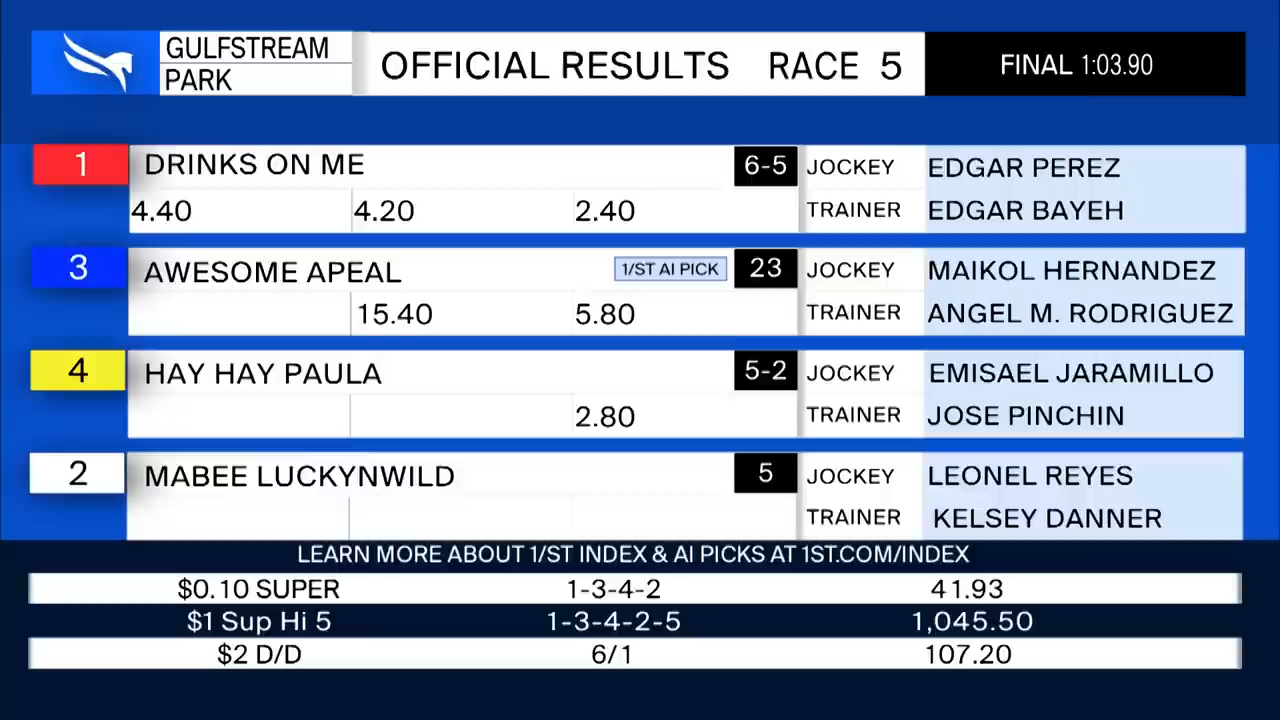 GULFSTREAM
PARK
OFFICIAL RESULTS RACE 5
FINAL 1:03.90
1 DRINKS ON ME 6-5 JOCKEY EDGAR PEREZ
4.40 4.20 2.40 TRAINER EDGAR BAYEH
3 AWESOME APEAL 1/ST AI PICK 23 JOCKEY MAIKOL HERNANDEZ
15.40 5.80 TRAINER ANGEL M. RODRIGUEZ
4 HAY HAY PAULA 5-2 JOCKEY EMISAEL JARAMILLO
2.80 TRAINER JOSE PINCHIN
2 MABEE LUCKYNWILD 5 JOCKEY LEONEL REYES
TRAINER KELSEY DANNER
LEARN MORE ABOUT 1/ST INDEX & AI PICKS AT 1ST.COM/INDEX
$0.10 SUPER 1-3-4-2 41.93
$1 Sup Hi 5 1-3-4-2-5 1,045.50
$2 D/D 6/1 107.20